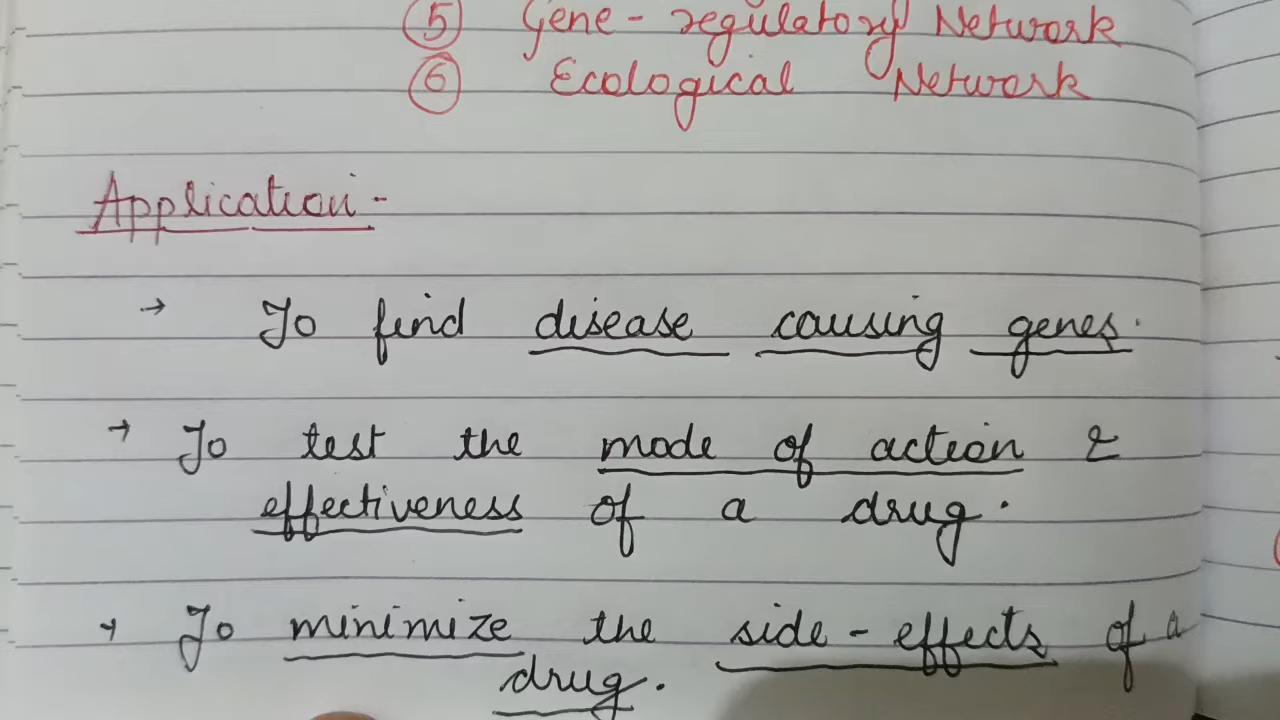 ⑤ Gene-regulatory Network
⑥ Ecological Network
Application -
→ To find disease causing genes.
→ To test the mode of action &
effectiveness of a drug.
→ To minimize the side-effects of a
drug.